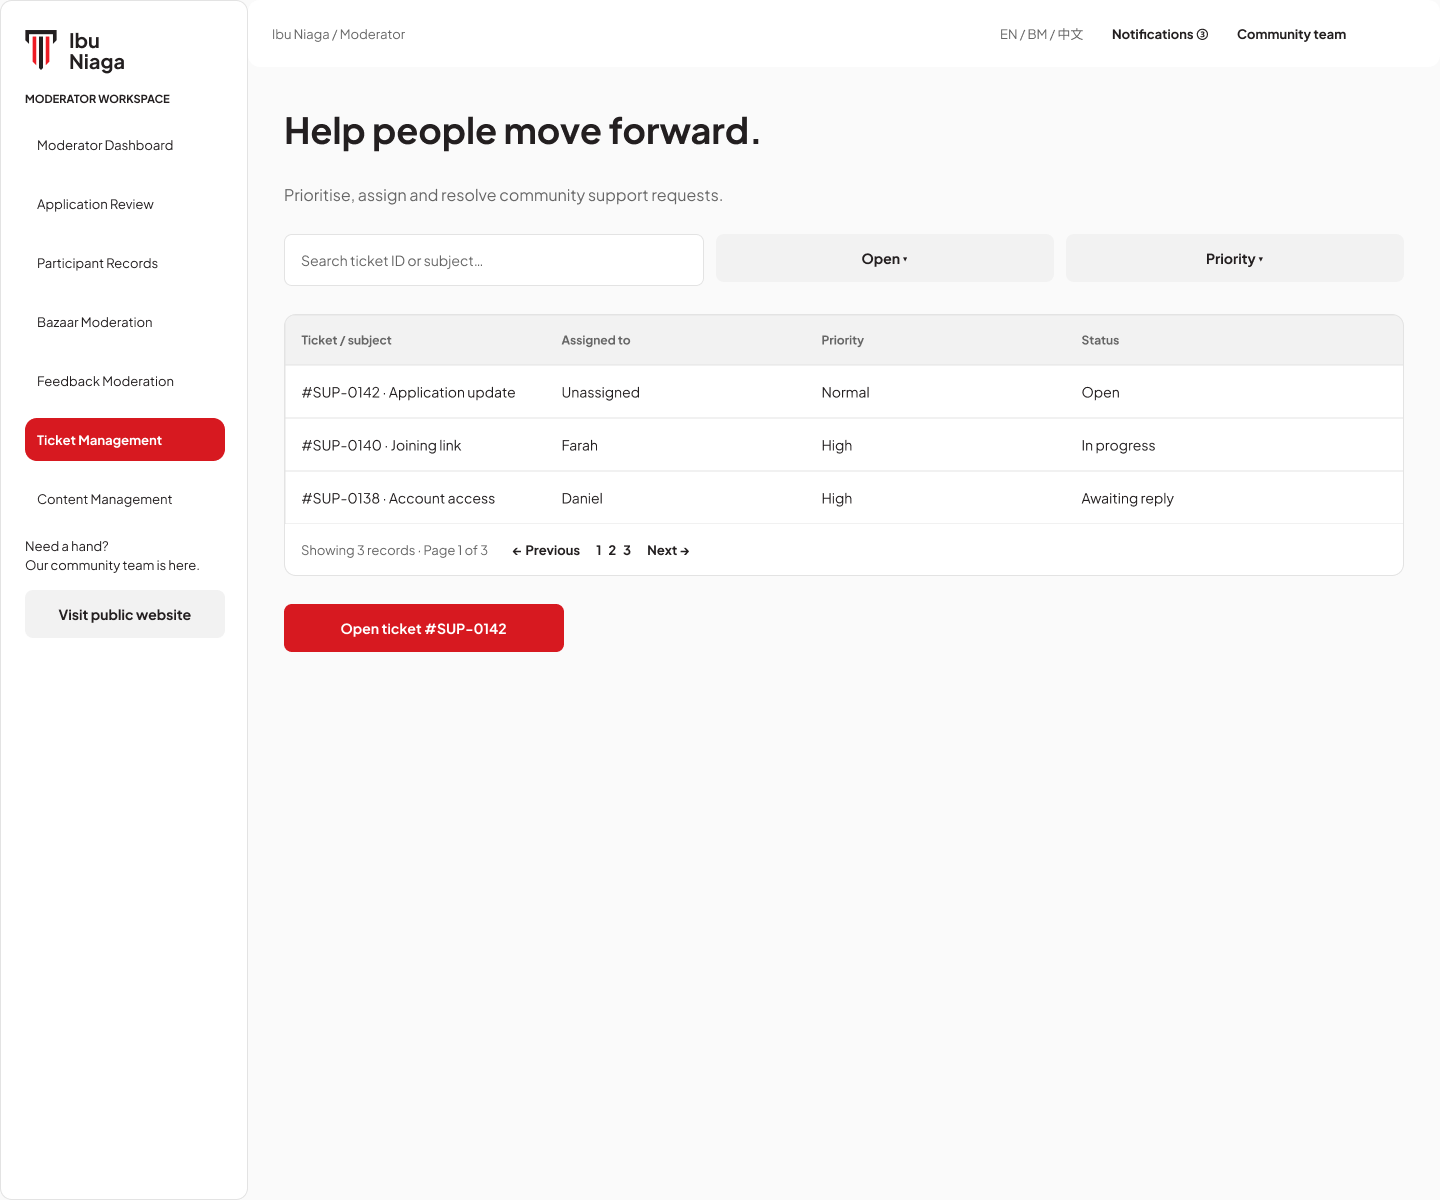 Ibu
Niaga
MODERATOR WORKSPACE
Moderator Dashboard
Application Review
Participant Records
Bazaar Moderation
Feedback Moderation
Ticket Management
Content Management
Need a hand?
Our community team is here.
Visit public website
Ibu Niaga / Moderator
EN / BM / 中文
Notifications ③
Community team
Help people move forward.
Prioritise, assign and resolve community support requests.
Search ticket ID or subject...
Open ▾
Priority ▾
Ticket / subject Assigned to Priority Status
#SUP-0142 · Application update Unassigned Normal Open
#SUP-0140 · Joining link Farah High In progress
#SUP-0138 · Account access Daniel High Awaiting reply
Showing 3 records · Page 1 of 3 ← Previous 1 2 3 Next →
Open ticket #SUP-0142